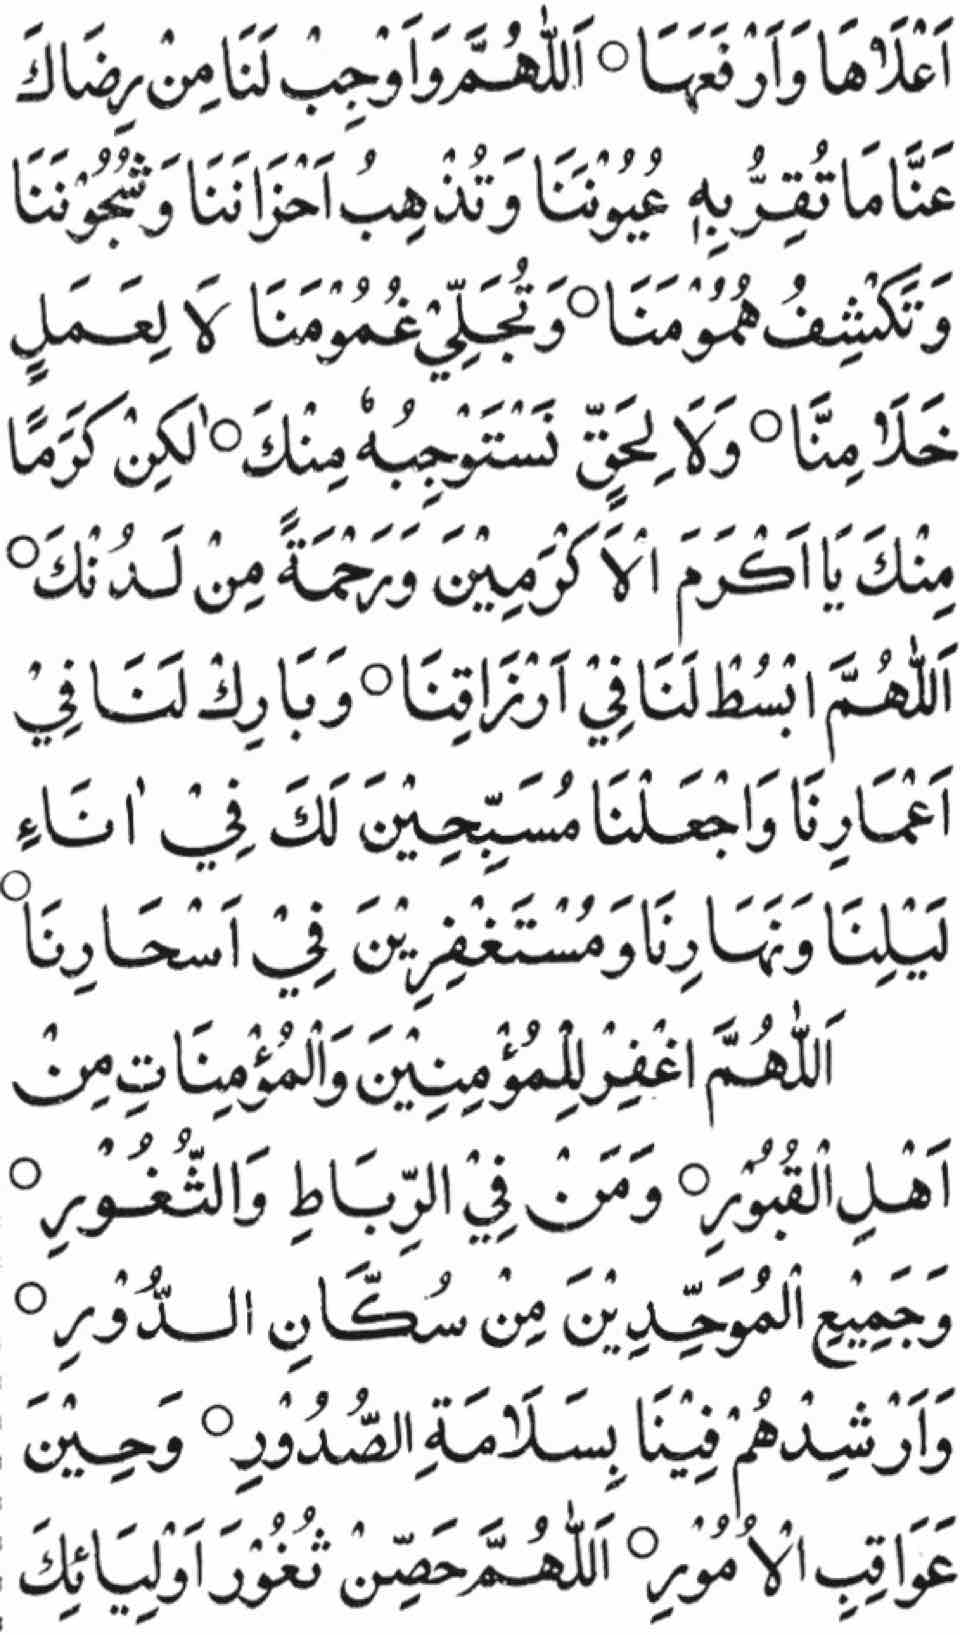 اَعْلَاهَا وَاَرْفَعَهَا ۝ اَللّٰهُمَّ وَاَوْجِبْ لَنَا مِنْ رِضَاكَ
عَنَّا مَا تُقِرُّ بِهٖ عُيُوْنَنَا وَتُذْهِبُ اَحْزَانَنَا وَشُجُوْنَنَا
وَتَكْشِفُ هُمُوْمَنَا ۝ وَتُجَلِّيْ غُمُوْمَنَا لَا لِعَمَلٍ
خَلَا مِنَّا ۝ وَلَا لِحَقٍّ نَسْتَوْجِبُهٗ مِنْكَ ۝ لٰكِنْ كَرَمًا
مِنْكَ يَا اَكْرَمَ الْاَكْرَمِيْنَ وَرَحْمَةً مِنْ لَدُنْكَ ۝
اَللّٰهُمَّ ابْسُطْ لَنَا فِيْ اَرْزَاقِنَا ۝ وَبَارِكْ لَنَا فِيْ
اَعْمَارِنَا وَاجْعَلْنَا مُسَبِّحِيْنَ لَكَ فِيْ اٰنَاءِ
لَيْلِنَا وَنَهَارِنَا وَمُسْتَغْفِرِيْنَ فِيْ اَسْحَارِنَا ۝
اَللّٰهُمَّ اغْفِرْ لِلْمُؤْمِنِيْنَ وَالْمُؤْمِنَاتِ مِنْ
اَهْلِ الْقُبُوْرِ ۝ وَمَنْ فِيْ الرِّبَاطِ وَالثُّغُوْرِ ۝
وَجَمِيْعِ الْمُوَحِّدِيْنَ مِنْ سُكَّانِ الدُّوْرِ ۝
وَاَرْشِدْهُمْ فِيْنَا بِسَلَامَةِ الصُّدُوْرِ ۝ وَحِيْنَ
عَوَاقِبِ الْاُمُوْرِ ۝ اَللّٰهُمَّ حَصِّنْ ثُغُوْرَ اَوْلِيَائِكَ